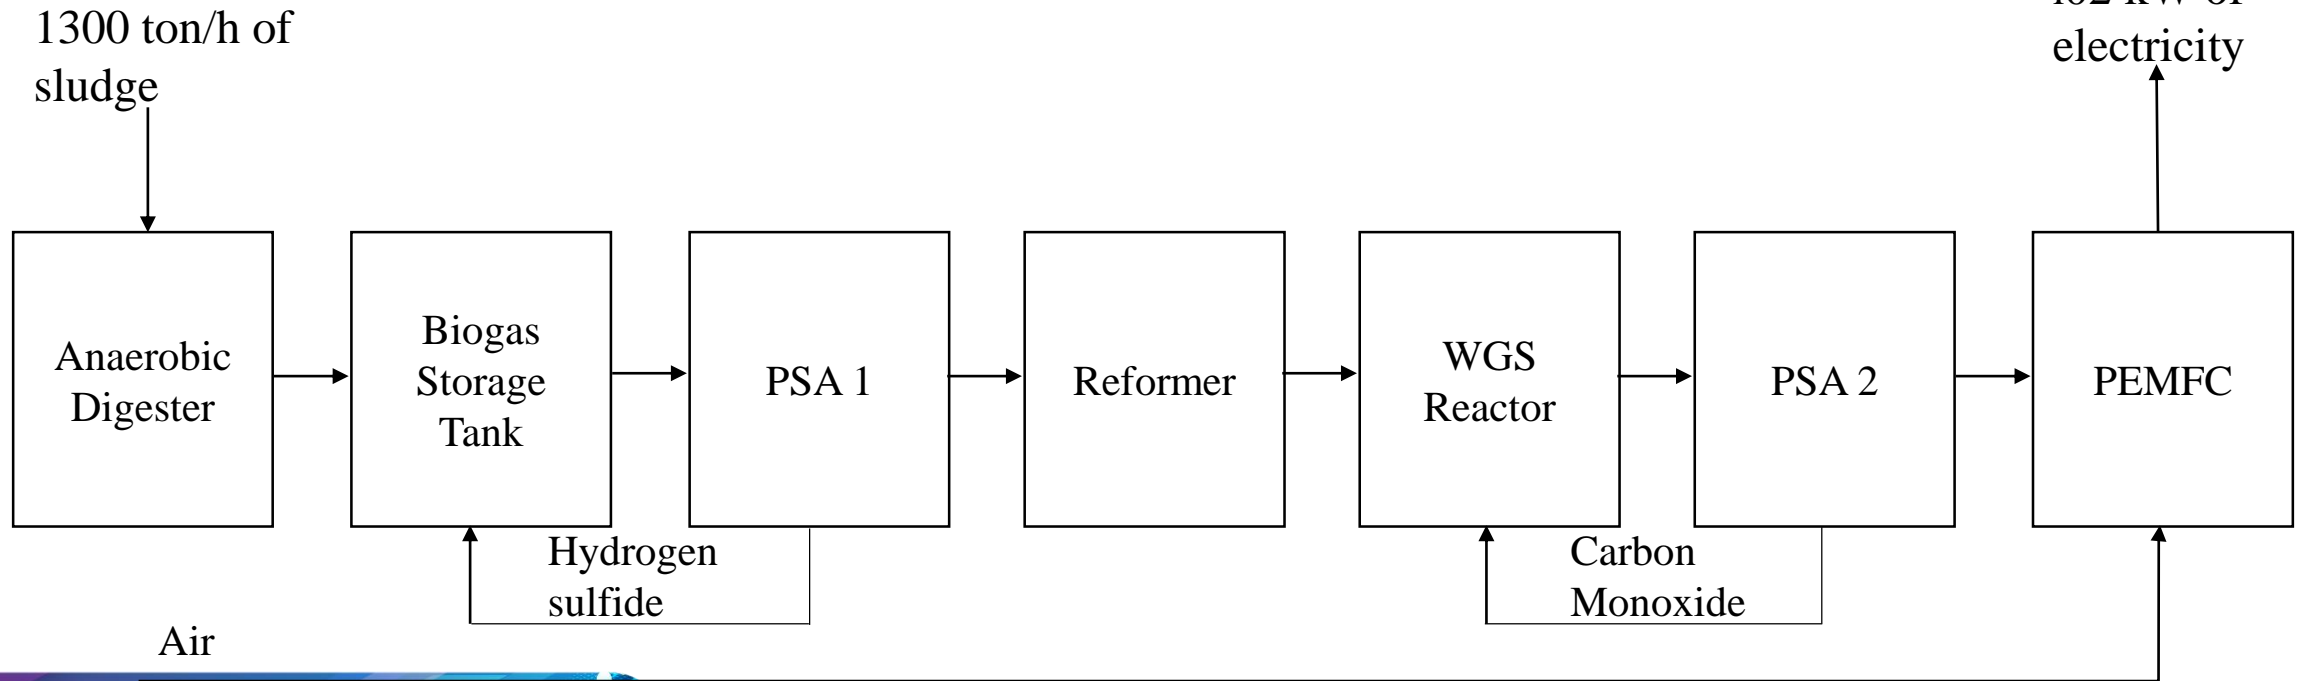 1300 ton/h of
sludge
electricity
Anaerobic
Digester
Biogas
Storage
Tank
PSA 1
Reformer
WGS
Reactor
PSA 2
PEMFC
Hydrogen
sulfide
Carbon
Monoxide
Air